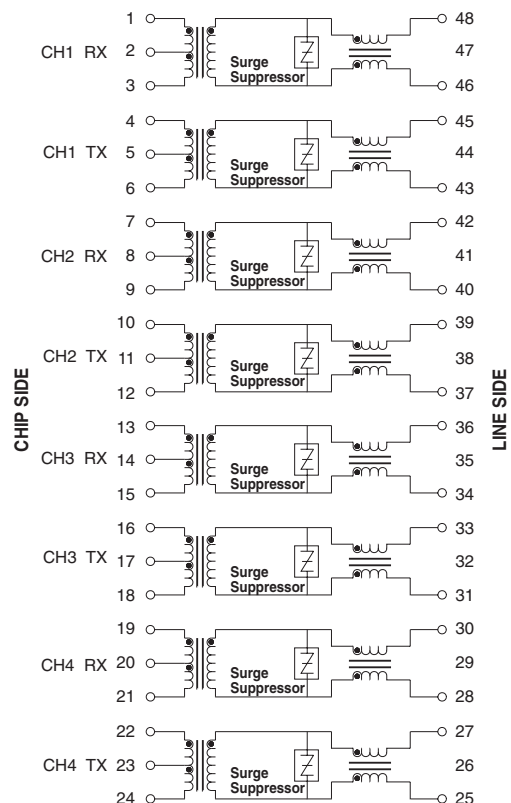 1 48
CH1 RX 2 47
3 Surge Suppressor 46
4 45
CH1 TX 5 44
6 Surge Suppressor 43
7 42
CH2 RX 8 41
9 Surge Suppressor 40
10 39
CH2 TX 11 38
12 Surge Suppressor 37
CHIP SIDE
LINE SIDE
13 36
CH3 RX 14 35
15 Surge Suppressor 34
16 33
CH3 TX 17 32
18 Surge Suppressor 31
19 30
CH4 RX 20 29
21 Surge Suppressor 28
22 27
CH4 TX 23 26
24 Surge Suppressor 25